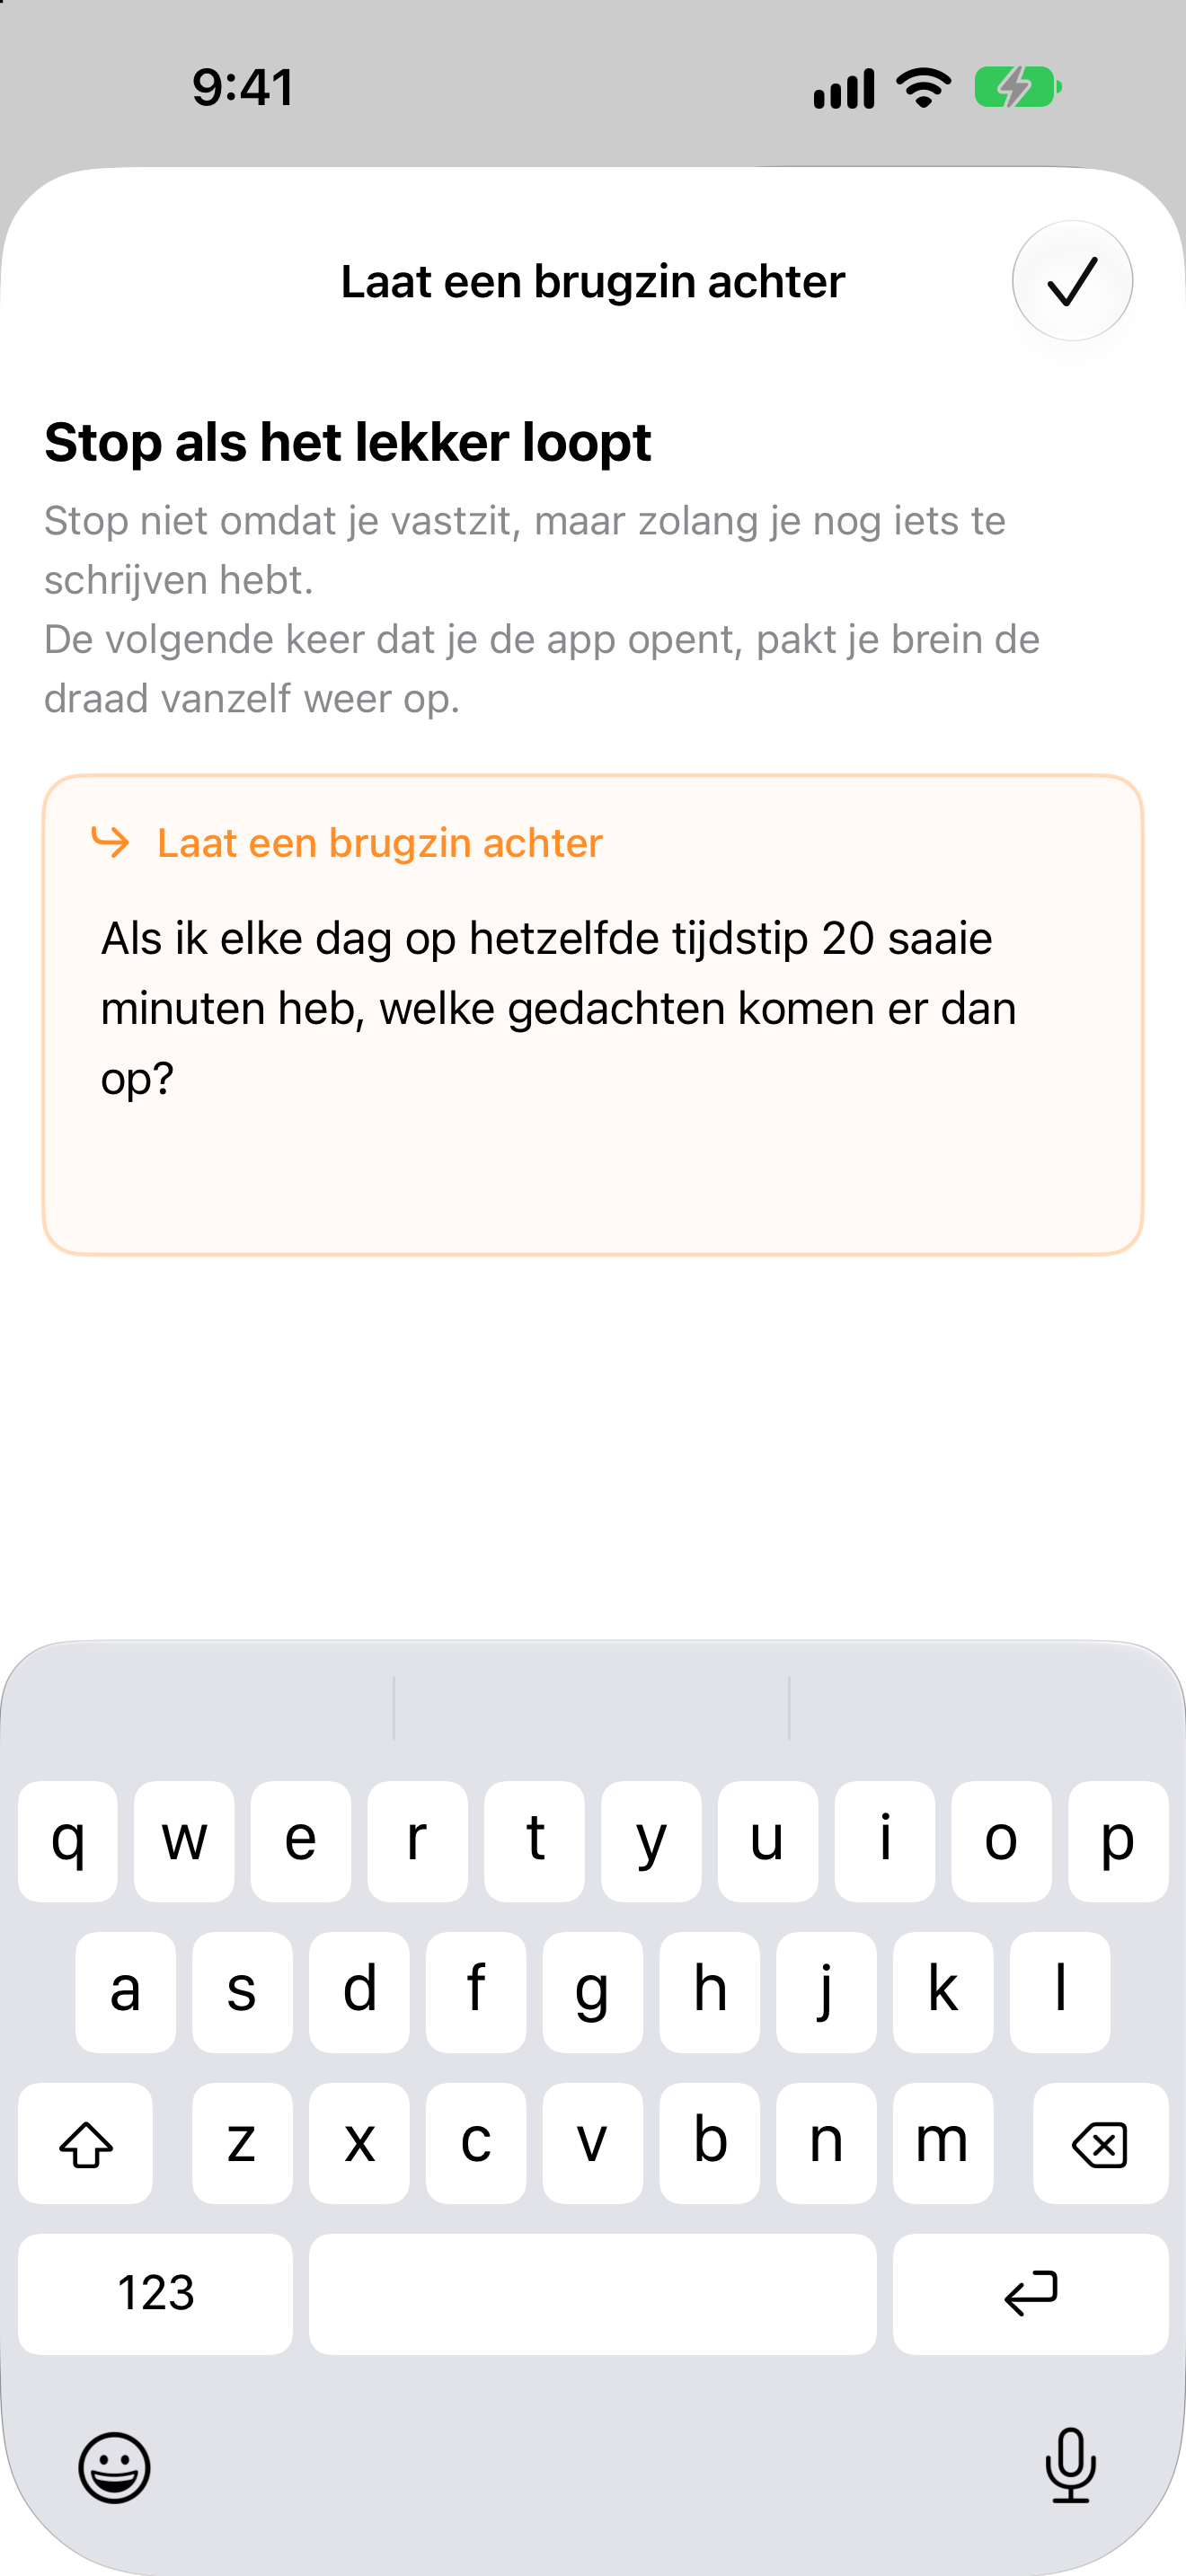 9:41
Laat een brugzin achter
Stop als het lekker loopt
Stop niet omdat je vastzit, maar zolang je nog iets te
schrijven hebt.
De volgende keer dat je de app opent, pakt je brein de
draad vanzelf weer op.
Laat een brugzin achter
Als ik elke dag op hetzelfde tijdstip 20 saaie
minuten heb, welke gedachten komen er dan
op?
q w e r t y u i o p
a s d f g h j k l
z x c v b n m
123